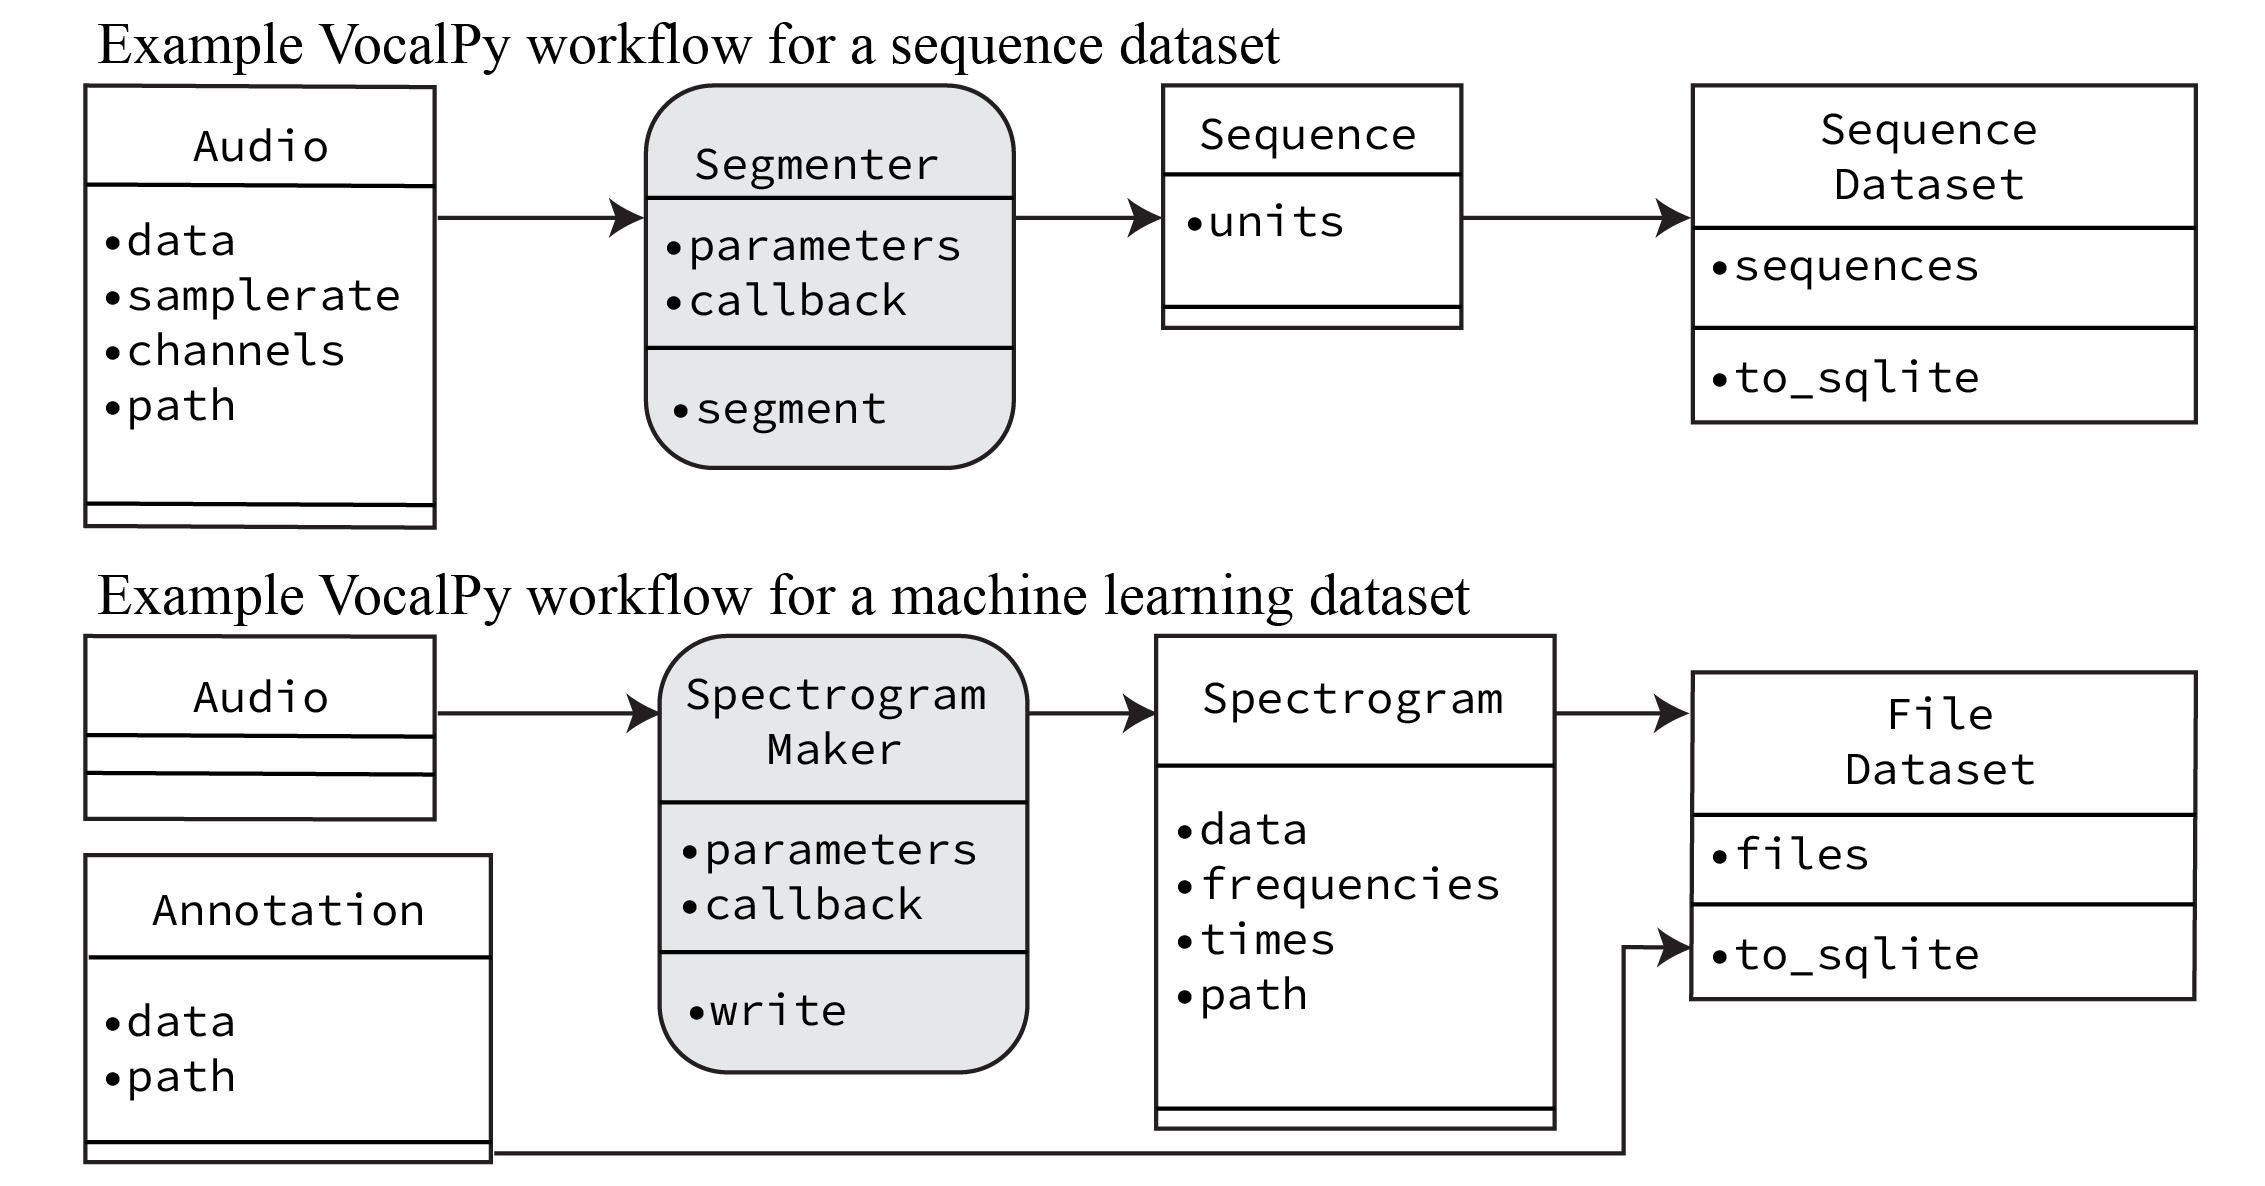 Example VocalPy workflow for a sequence dataset
Audio
•data
•samplerate
•channels
•path
Segmenter
•parameters
•callback
•segment
Sequence
•units
Sequence
Dataset
•sequences
•to_sqlite
Example VocalPy workflow for a machine learning dataset
Audio
Annotation
•data
•path
Spectrogram
Maker
•parameters
•callback
•write
Spectrogram
•data
•frequencies
•times
•path
File
Dataset
•files
•to_sqlite